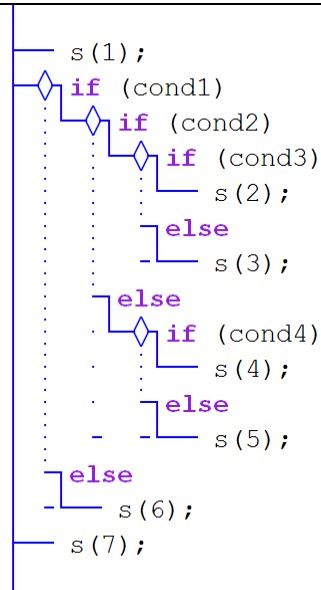 s(1);
if (cond1)
if (cond2)
if (cond3)
s(2);
else
s(3);
else
if (cond4)
s(4);
else
s(5);
else
s(6);
s(7);